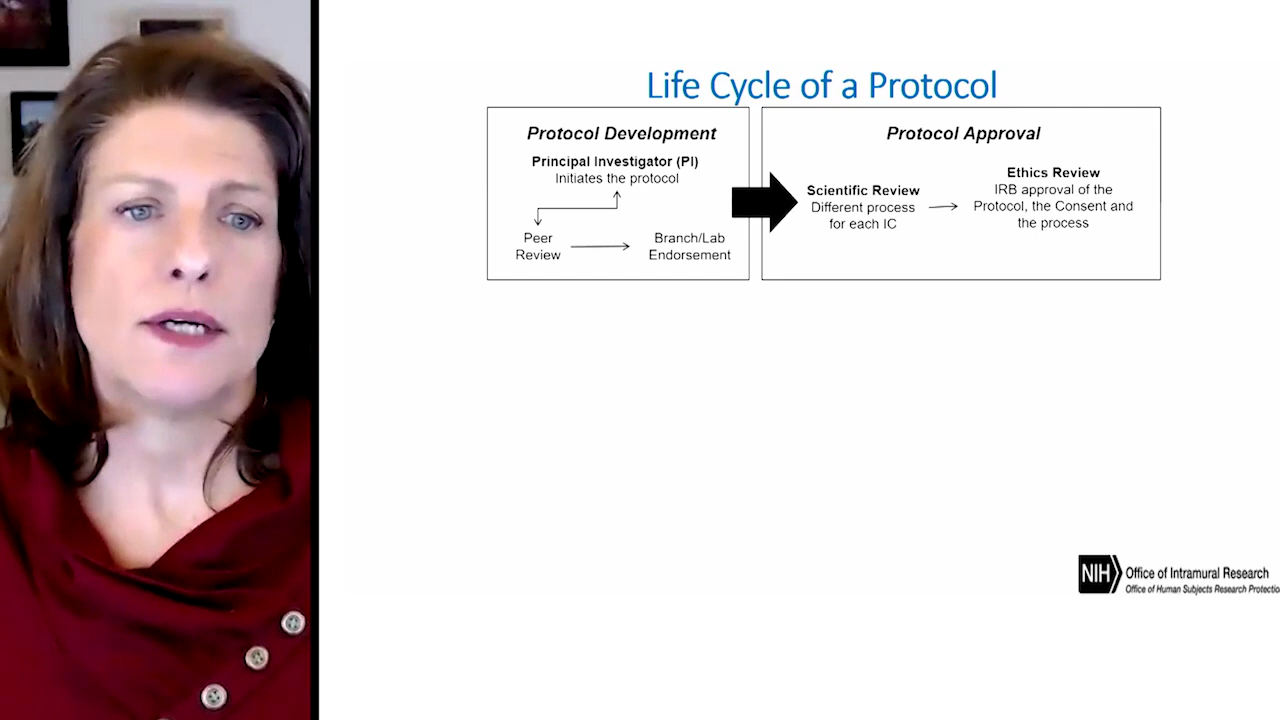 Life Cycle of a Protocol
Protocol Development
Principal Investigator (PI)
Initiates the protocol
Peer
Review
Branch/Lab
Endorsement
Protocol Approval
Scientific Review
Different process
for each IC
Ethics Review
IRB approval of the
Protocol, the Consent and
the process
NIH
Office of Intramural Research
Office of Human Subjects Research Protectio